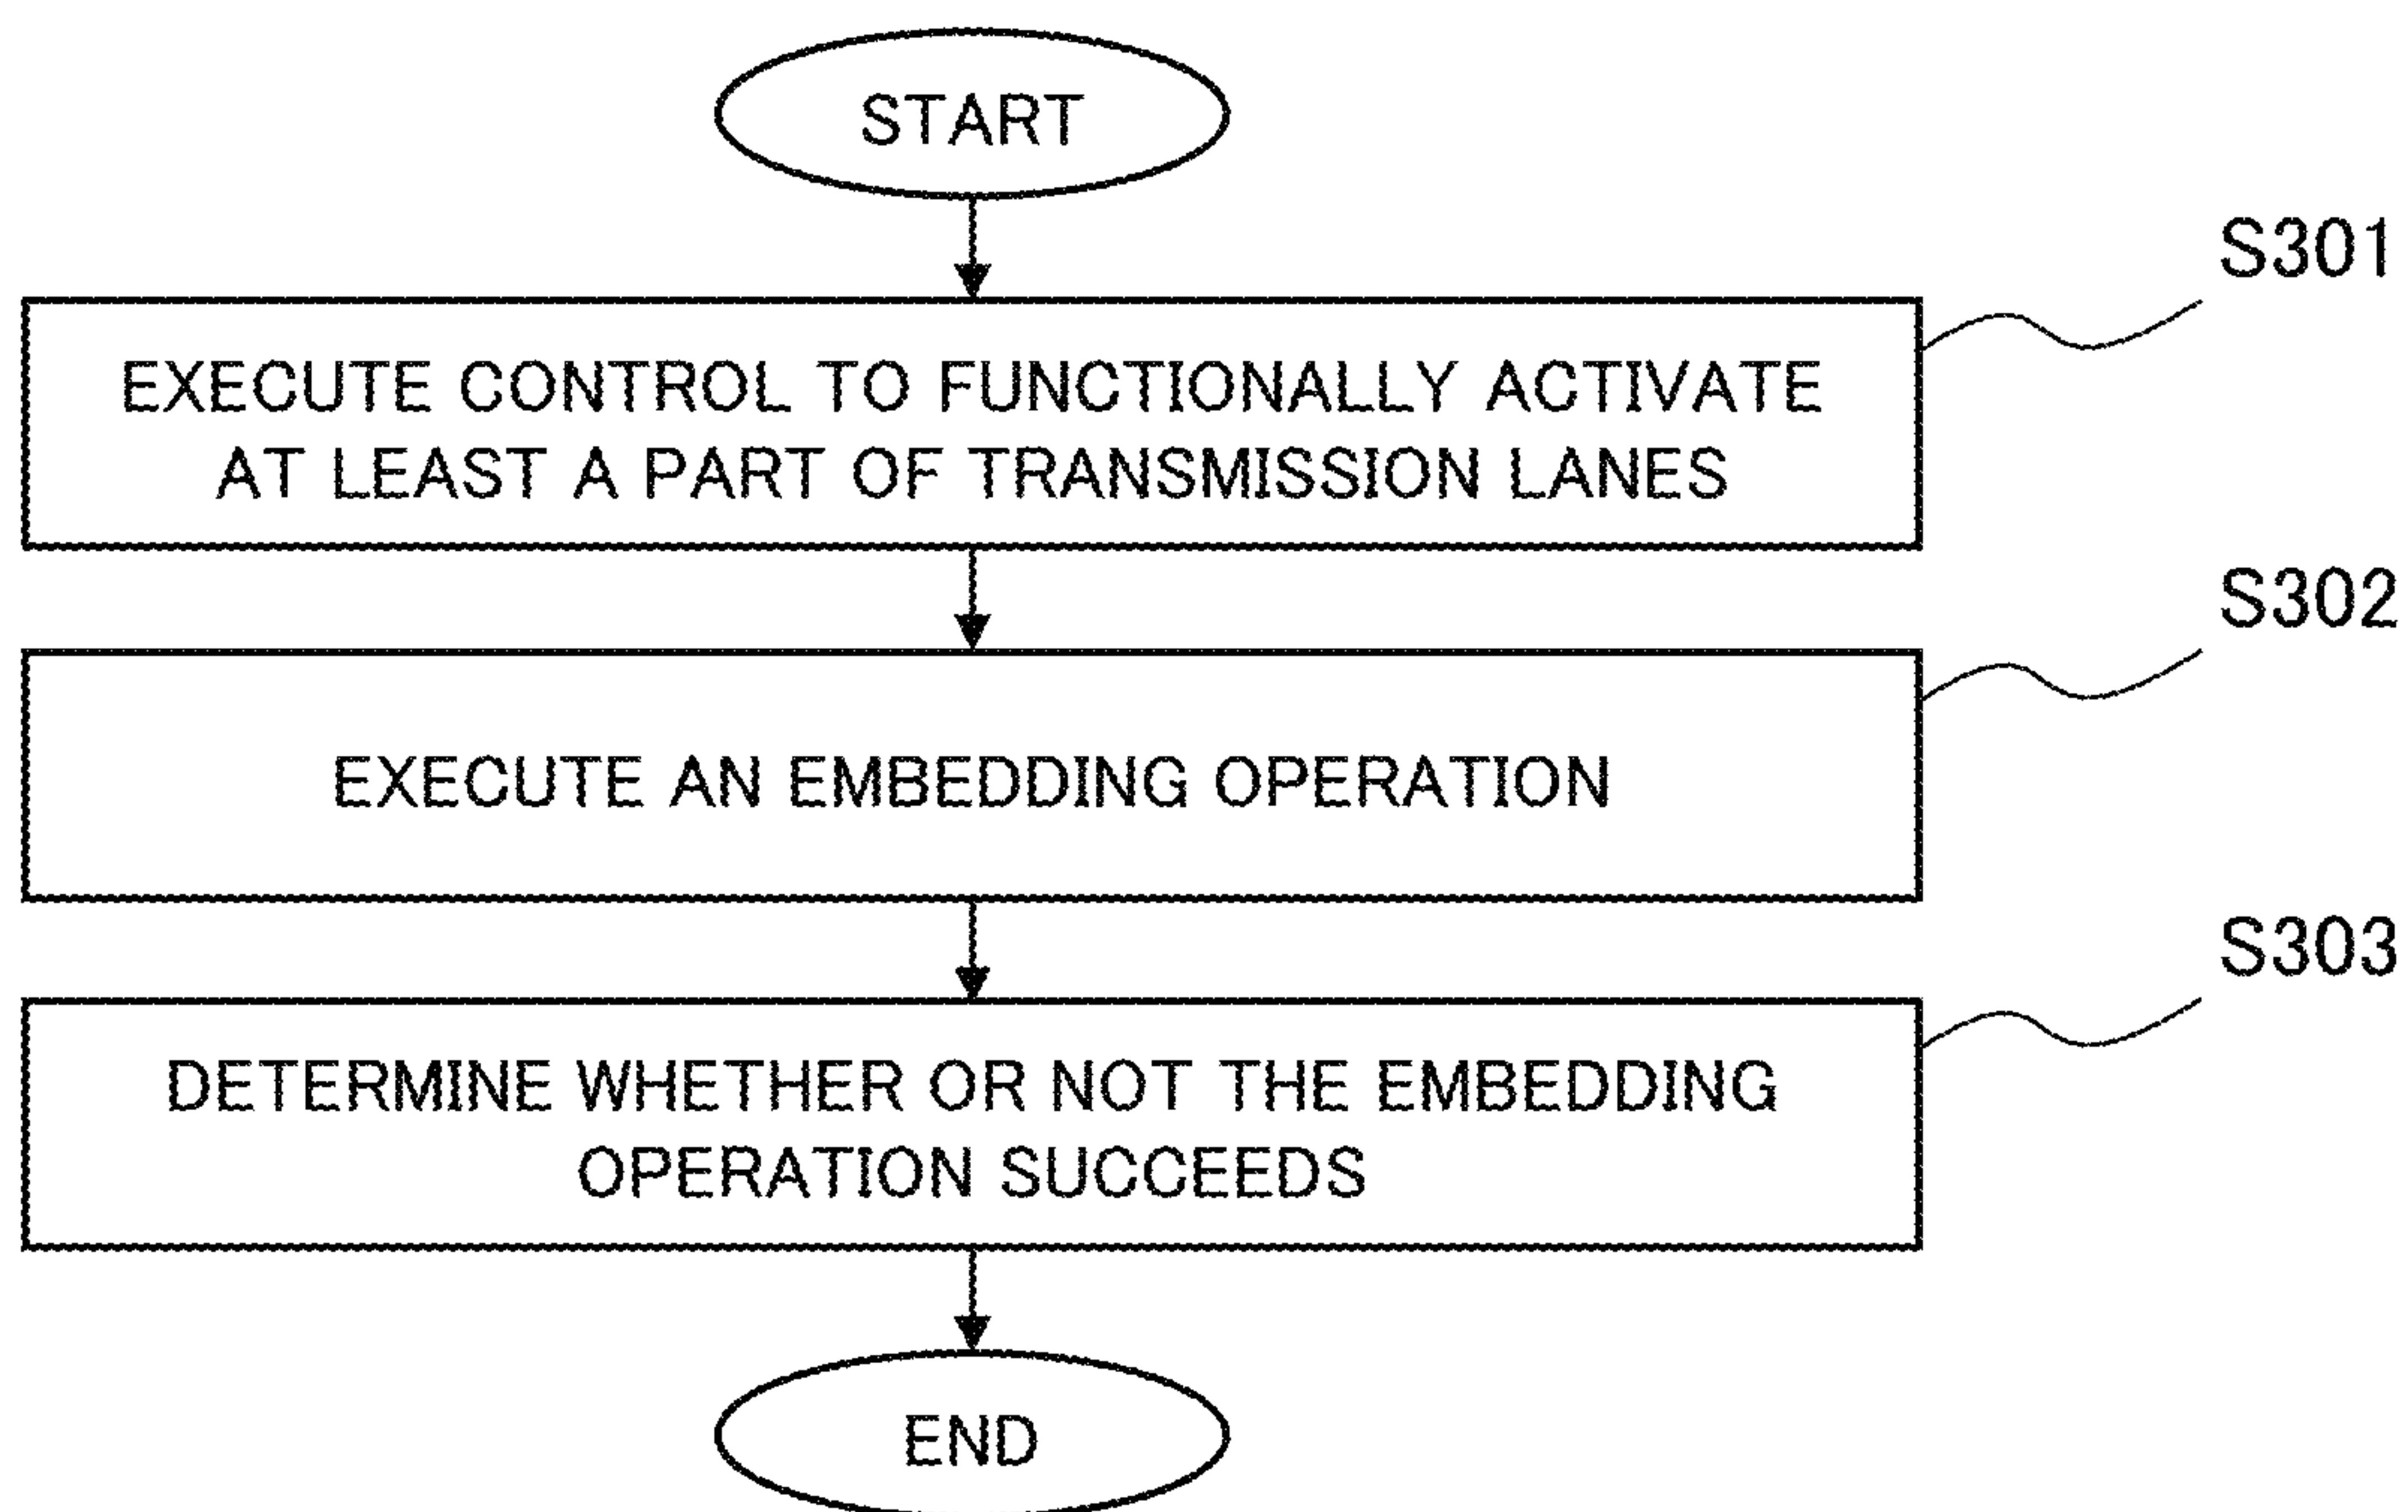 START
S301
EXECUTE CONTROL TO FUNCTIONALLY ACTIVATE
AT LEAST A PART OF TRANSMISSION LANES
S302
EXECUTE AN EMBEDDING OPERATION
S303
DETERMINE WHETHER OR NOT THE EMBEDDING
OPERATION SUCCEEDS
END